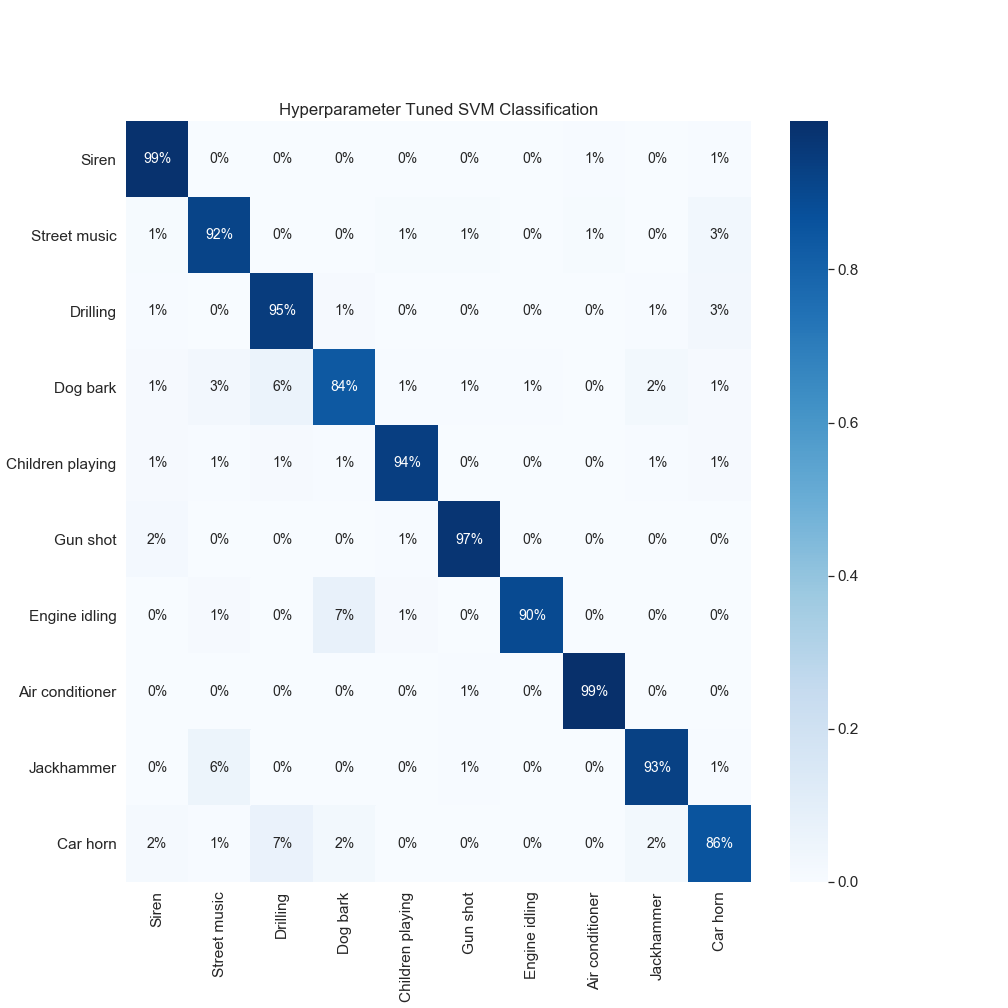 Hyperparameter Tuned SVM Classification
Siren 99% 0% 0% 0% 0% 0% 0% 1% 0% 1%
Street music 1% 92% 0% 0% 1% 1% 0% 1% 0% 3%
Drilling 1% 0% 95% 1% 0% 0% 0% 0% 1% 3%
Dog bark 1% 3% 6% 84% 1% 1% 1% 0% 2% 1%
Children playing 1% 1% 1% 1% 94% 0% 0% 0% 1% 1%
Gun shot 2% 0% 0% 0% 1% 97% 0% 0% 0% 0%
Engine idling 0% 1% 0% 7% 1% 0% 90% 0% 0% 0%
Air conditioner 0% 0% 0% 0% 0% 1% 0% 99% 0% 0%
Jackhammer 0% 6% 0% 0% 0% 1% 0% 0% 93% 1%
Car horn 2% 1% 7% 2% 0% 0% 0% 0% 2% 86%
Siren
Street music
Drilling
Dog bark
Children playing
Gun shot
Engine idling
Air conditioner
Jackhammer
Car horn
0.8
0.6
0.4
0.2
0.0